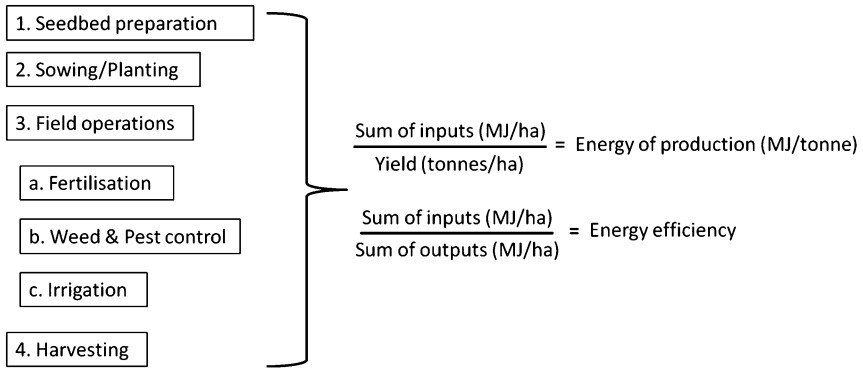 1. Seedbed preparation
2. Sowing/Planting
3. Field operations
a. Fertilisation
b. Weed & Pest control
c. Irrigation
4. Harvesting
Sum of inputs (MJ/ha)
Yield (tonnes/ha)
= Energy of production (MJ/tonne)
Sum of inputs (MJ/ha)
Sum of outputs (MJ/ha)
= Energy efficiency